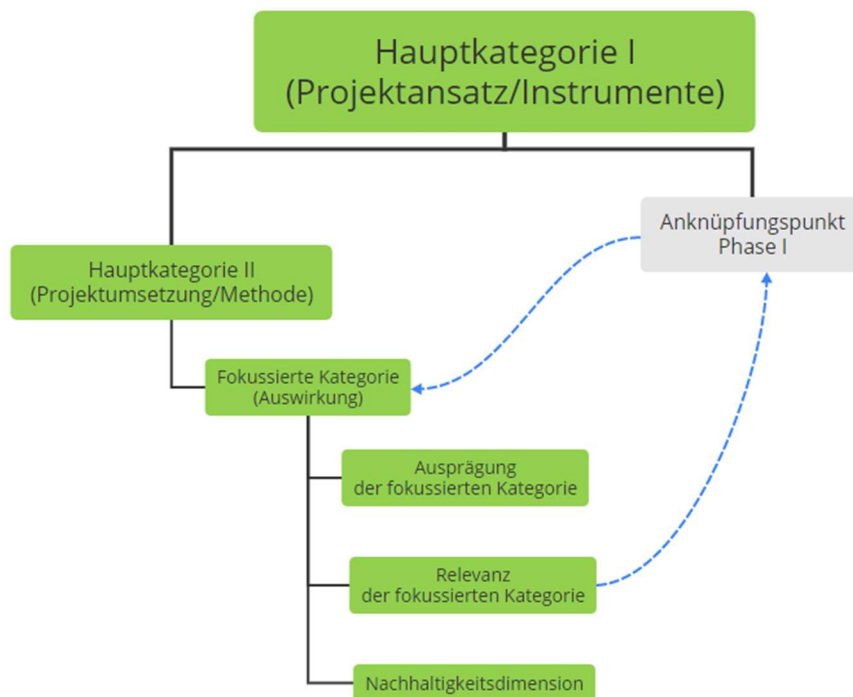 Hauptkategorie I
(Projektansatz/Instrumente)
Anknüpfungspunkt
Phase I
Hauptkategorie II
(Projektumsetzung/Methode)
Fokussierte Kategorie
(Auswirkung)
Ausprägung
der fokussierten Kategorie
Relevanz
der fokussierten Kategorie
Nachhaltigkeitsdimension